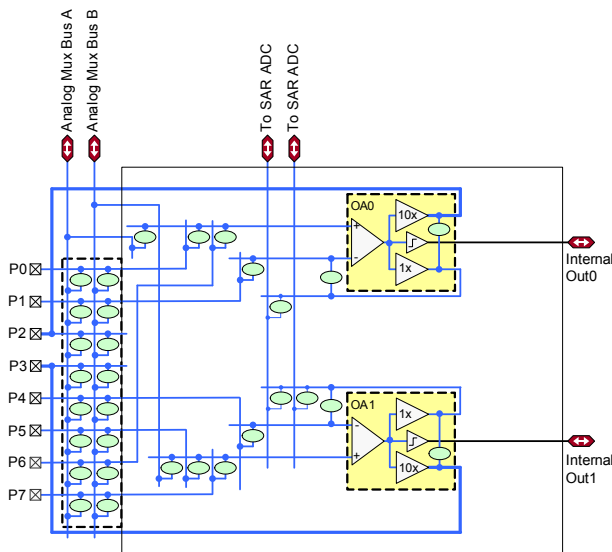 Analog Mux Bus A
Analog Mux Bus B
To SAR ADC
To SAR ADC
OA0
+
-
10x
1x
Internal
Out0
P0
P1
P2
P3
P4
P5
P6
P7
OA1
-
+
1x
10x
Internal
Out1